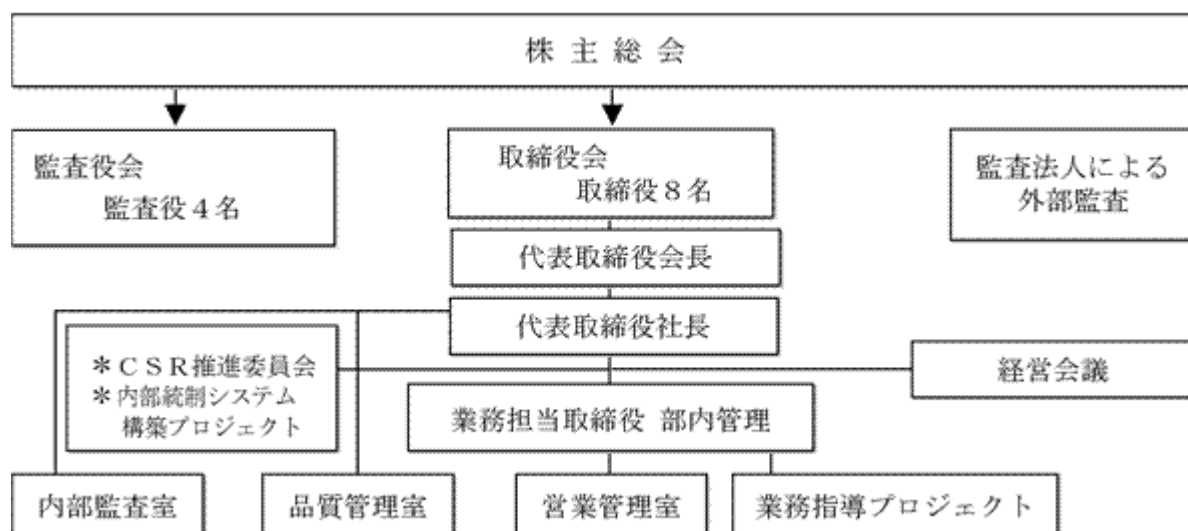 株主総会
監査役会
監査役4名
取締役会
取締役8名
監査法人による
外部監査
代表取締役会長
代表取締役社長
*CSR推進委員会
*内部統制システム
構築プロジェクト
経営会議
業務担当取締役 部内管理
内部監査室
品質管理室
営業管理室
業務指導プロジェクト